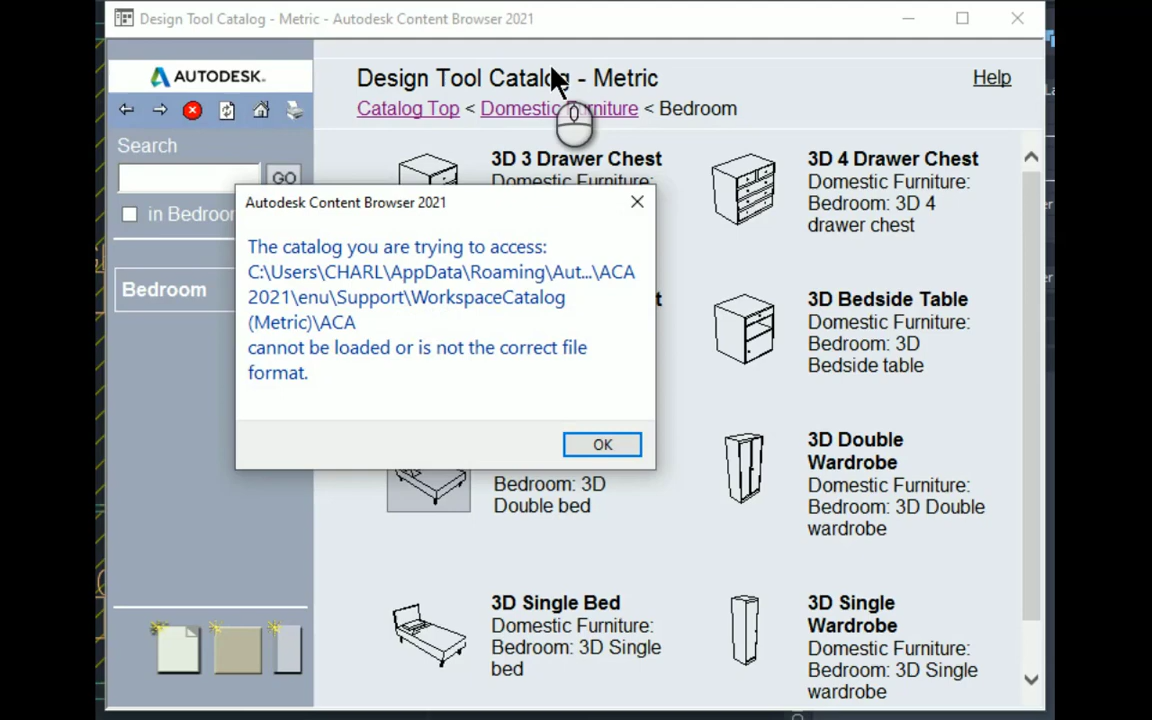 Design Tool Catalog - Metric - Autodesk Content Browser 2021
AUTODESK.
Design Tool Catalog - Metric
Help
Catalog Top < Domestic Furniture < Bedroom
Search
GO
in Bedroom
Bedroom
3D 3 Drawer Chest
Domestic Furniture:
3D 4 Drawer Chest
Domestic Furniture:
Bedroom: 3D 4
drawer chest
Autodesk Content Browser 2021
The catalog you are trying to access:
C:\Users\CHARL\AppData\Roaming\Aut...\ACA
2021\enu\Support\WorkspaceCatalog
(Metric)\ACA
cannot be loaded or is not the correct file
format.
OK
3D Bedside Table
Domestic Furniture:
Bedroom: 3D
Bedside table
Bedroom: 3D
Double bed
3D Double
Wardrobe
Domestic Furniture:
Bedroom: 3D Double
wardrobe
3D Single Bed
Domestic Furniture:
Bedroom: 3D Single
bed
3D Single
Wardrobe
Domestic Furniture:
Bedroom: 3D Single
wardrobe